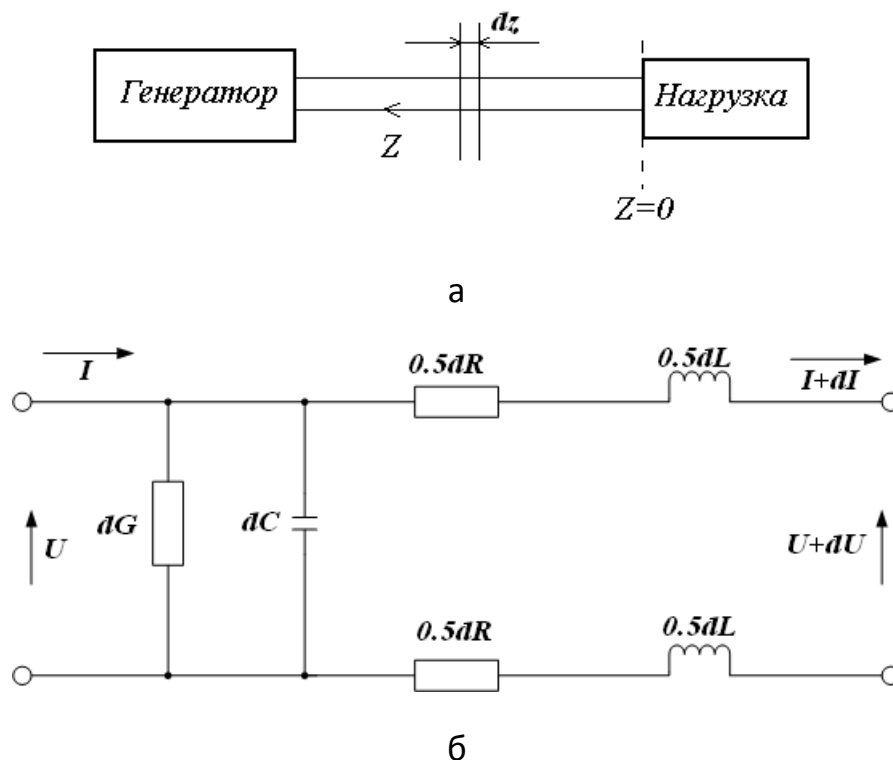 dz
Генератор
Нагрузка
Z
Z=0
а
I
0.5dR
0.5dL
I+dI
U
dG
dC
U+dU
0.5dR
0.5dL
б